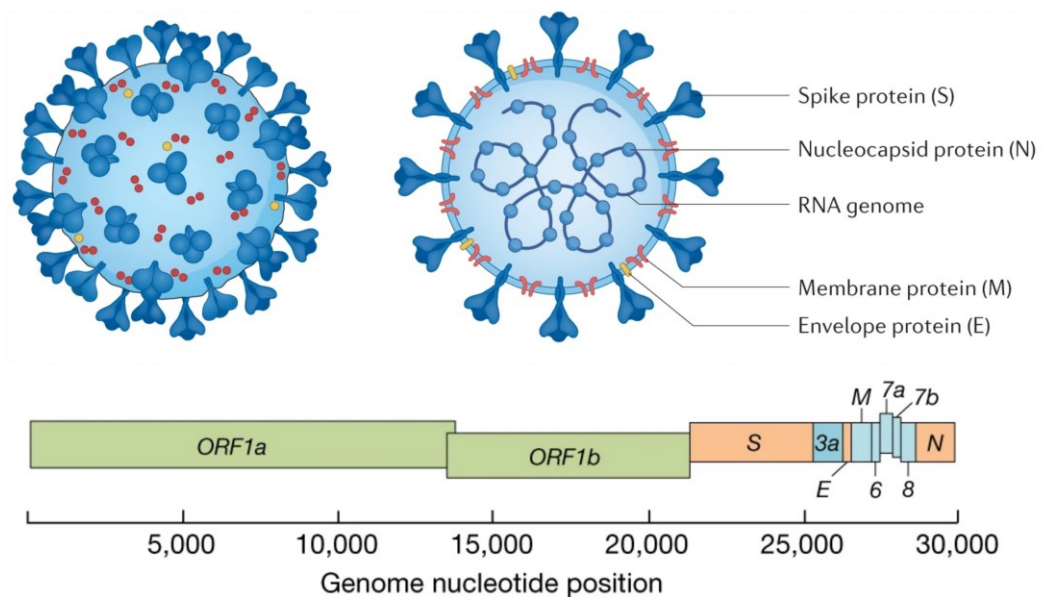 Spike protein (S)
Nucleocapsid protein (N)
RNA genome
Membrane protein (M)
Envelope protein (E)
7a
M 7b
ORF1a ORF1b S 3a N
E 6 8
5,000 10,000 15,000 20,000 25,000 30,000
Genome nucleotide position